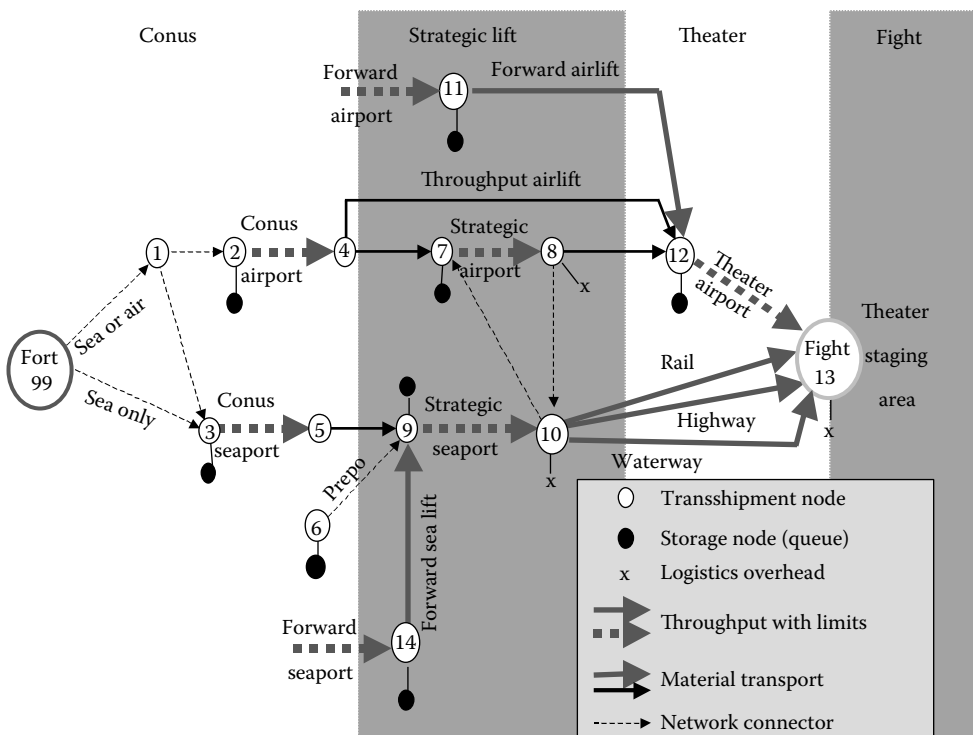 Conus
Strategic lift
Theater
Fight
Forward
airport
11
Forward airlift
Throughput airlift
1
2
Conus
airport
4
7
Strategic
airport
8
x
12
Theater
airport
Sea or air
Fort
99
Sea only
3
Conus
seaport
5
9
Strategic
seaport
10
x
Rail
Highway
Waterway
Fight
13
x
Theater
staging
area
Prepo
6
Forward sea lift
Forward
seaport
14
Transshipment node
Storage node (queue)
x Logistics overhead
Throughput with limits
Material transport
Network connector